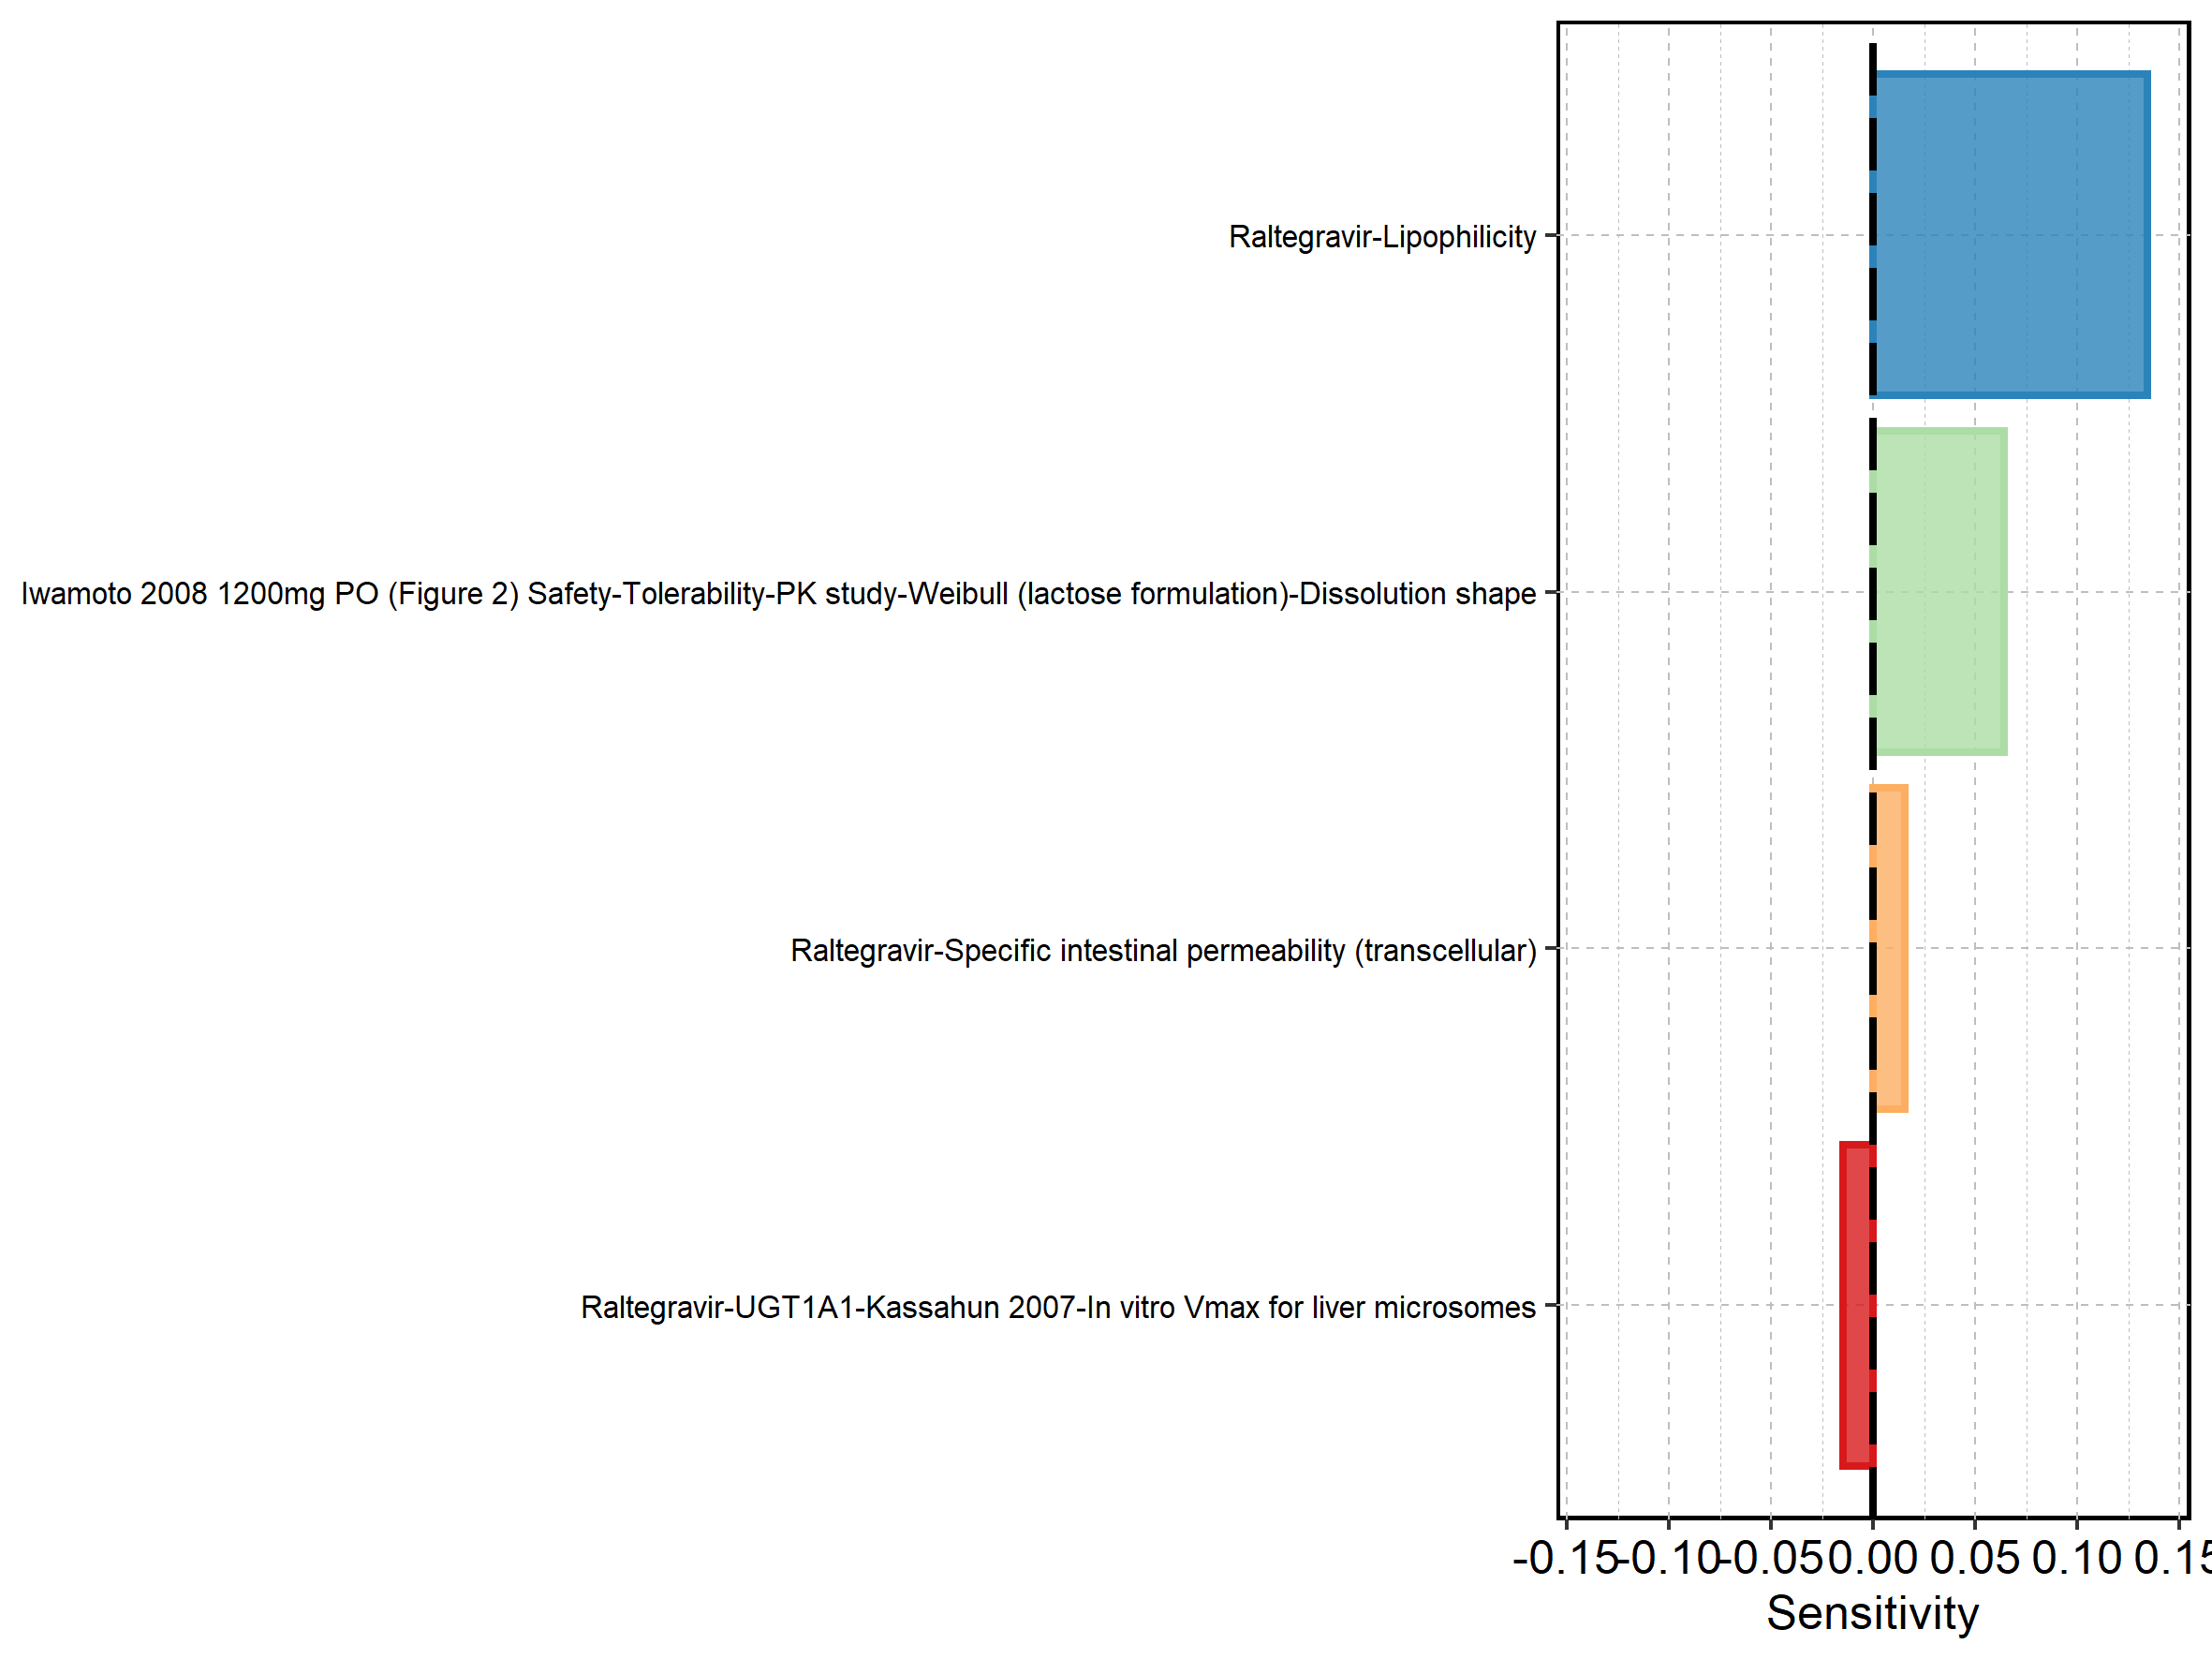 Raltegravir-Lipophilicity
Iwamoto 2008 1200mg PO (Figure 2) Safety-Tolerability-PK study-Weibull (lactose formulation)-Dissolution shape
Raltegravir-Specific intestinal permeability (transcellular)
Raltegravir-UGT1A1-Kassahun 2007-In vitro Vmax for liver microsomes
-0.15 -0.10 -0.05 0.00 0.05 0.10 0.15
Sensitivity